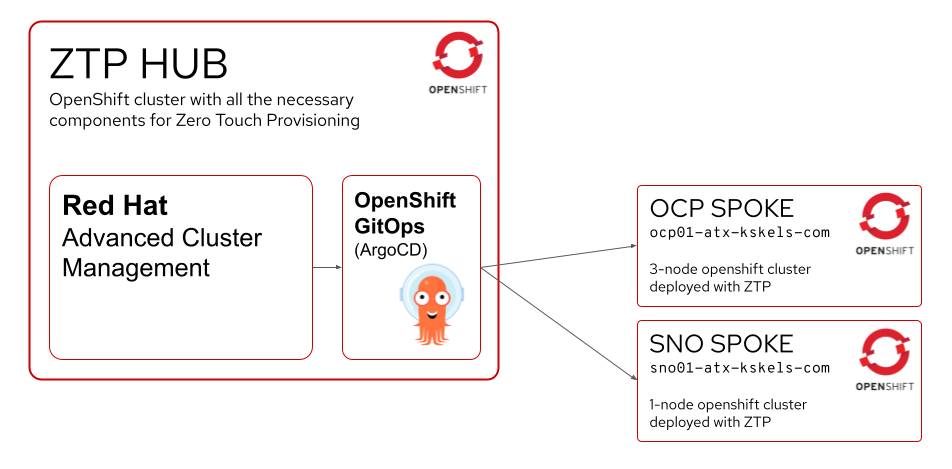 ZTP HUB
OpenShift cluster with all the necessary
components for Zero Touch Provisioning
OPENSHIFT
Red Hat
Advanced Cluster
Management
OpenShift
GitOps
(ArgoCD)
OCP SPOKE
ocp01-atx-kskels-com
OPENSHIFT
3-node openshift cluster
deployed with ZTP
SNO SPOKE
sno01-atx-kskels-com
OPENSHIFT
1-node openshift cluster
deployed with ZTP